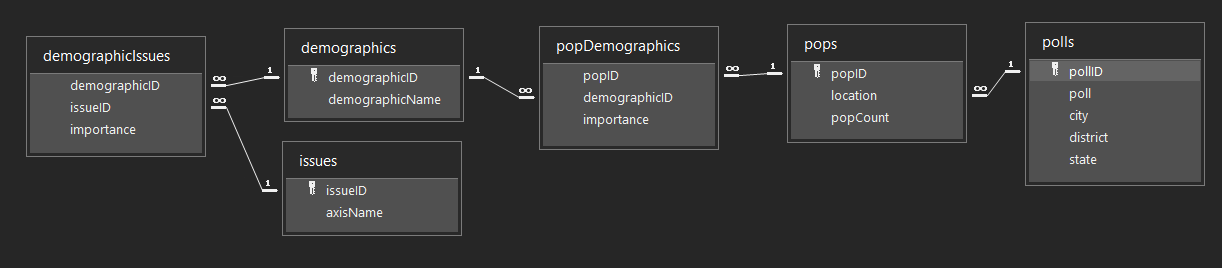 demographicIssues
demographicID
issueID
importance
∞
∞
1
demographics
demographicID
demographicName
1
issues
issueID
axisName
1
∞
popDemographics
popID
demographicID
importance
∞
1
pops
popID
location
popCount
∞
1
polls
pollID
poll
city
district
state